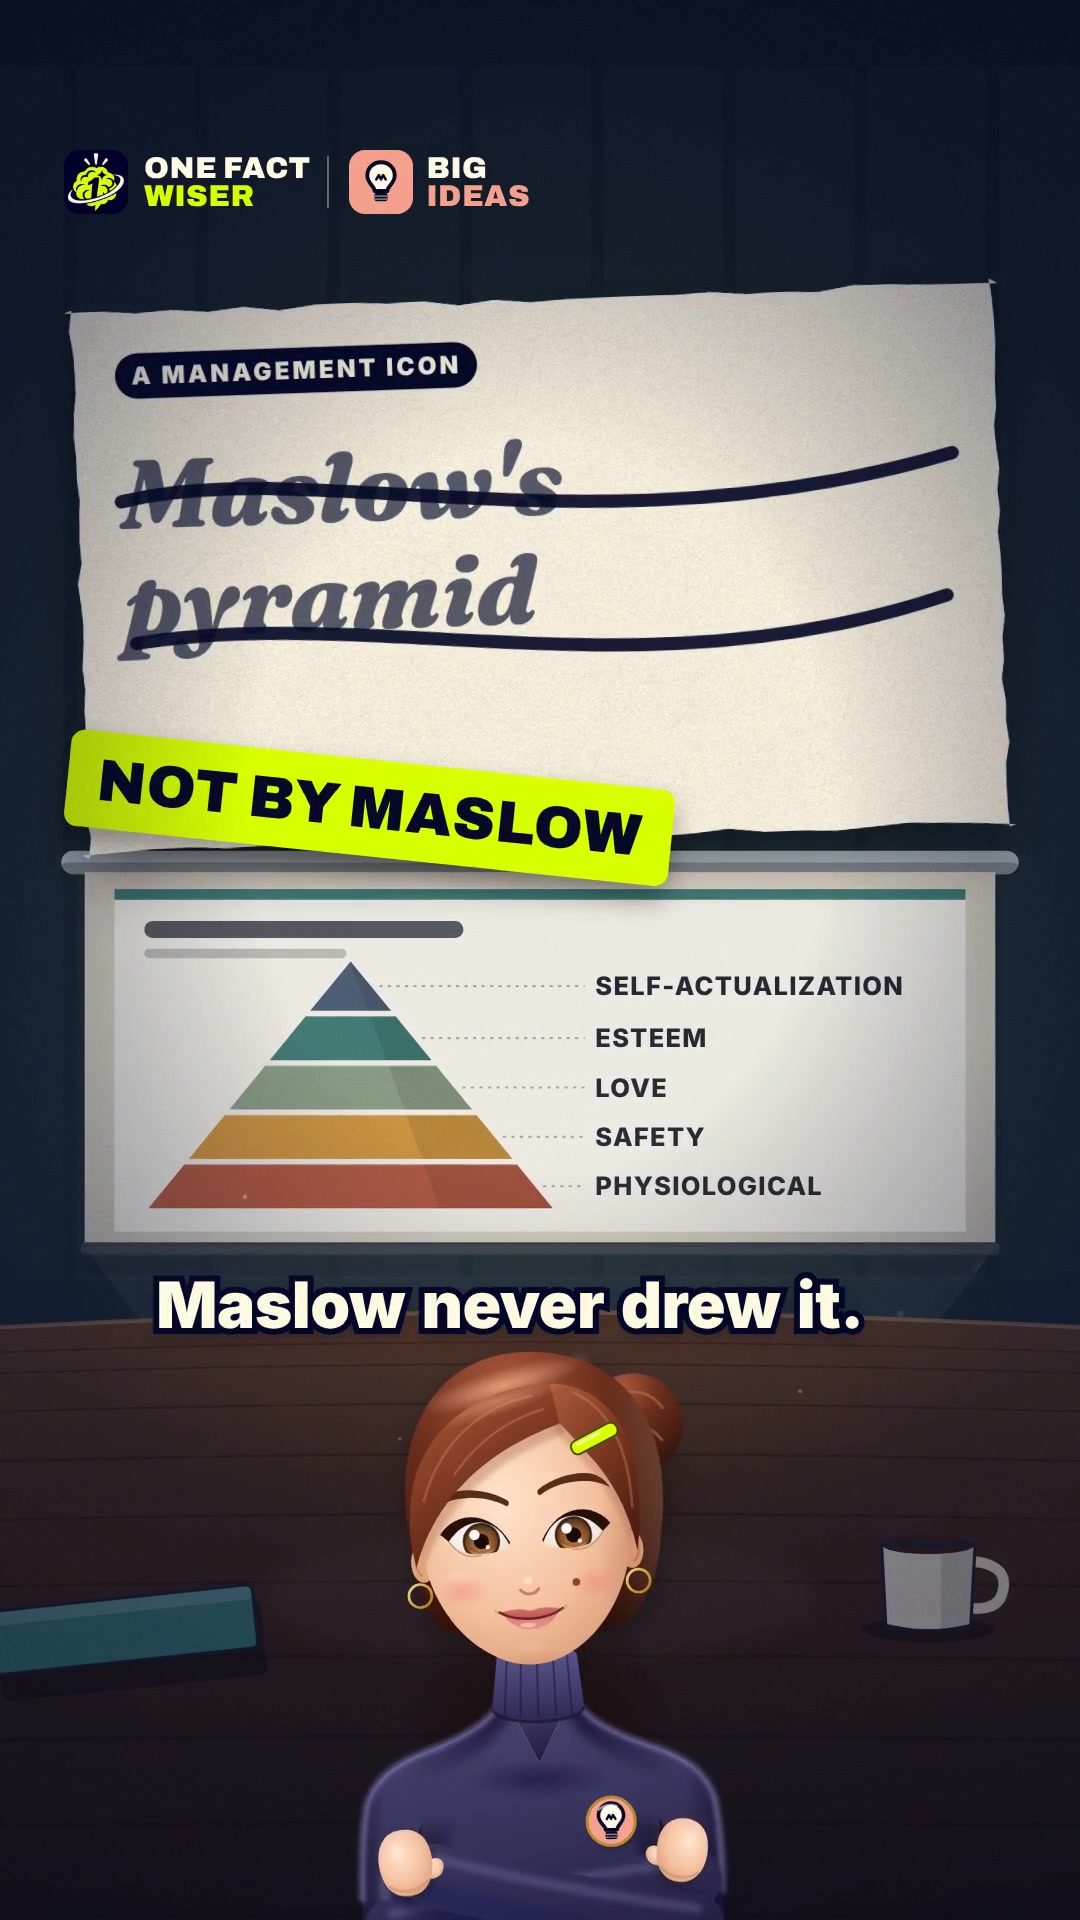 ONE FACT
WISER
BIG
IDEAS
A MANAGEMENT ICON
Maslow's
pyramid
NOT BY MASLOW
SELF-ACTUALIZATION
ESTEEM
LOVE
SAFETY
PHYSIOLOGICAL
Maslow never drew it.